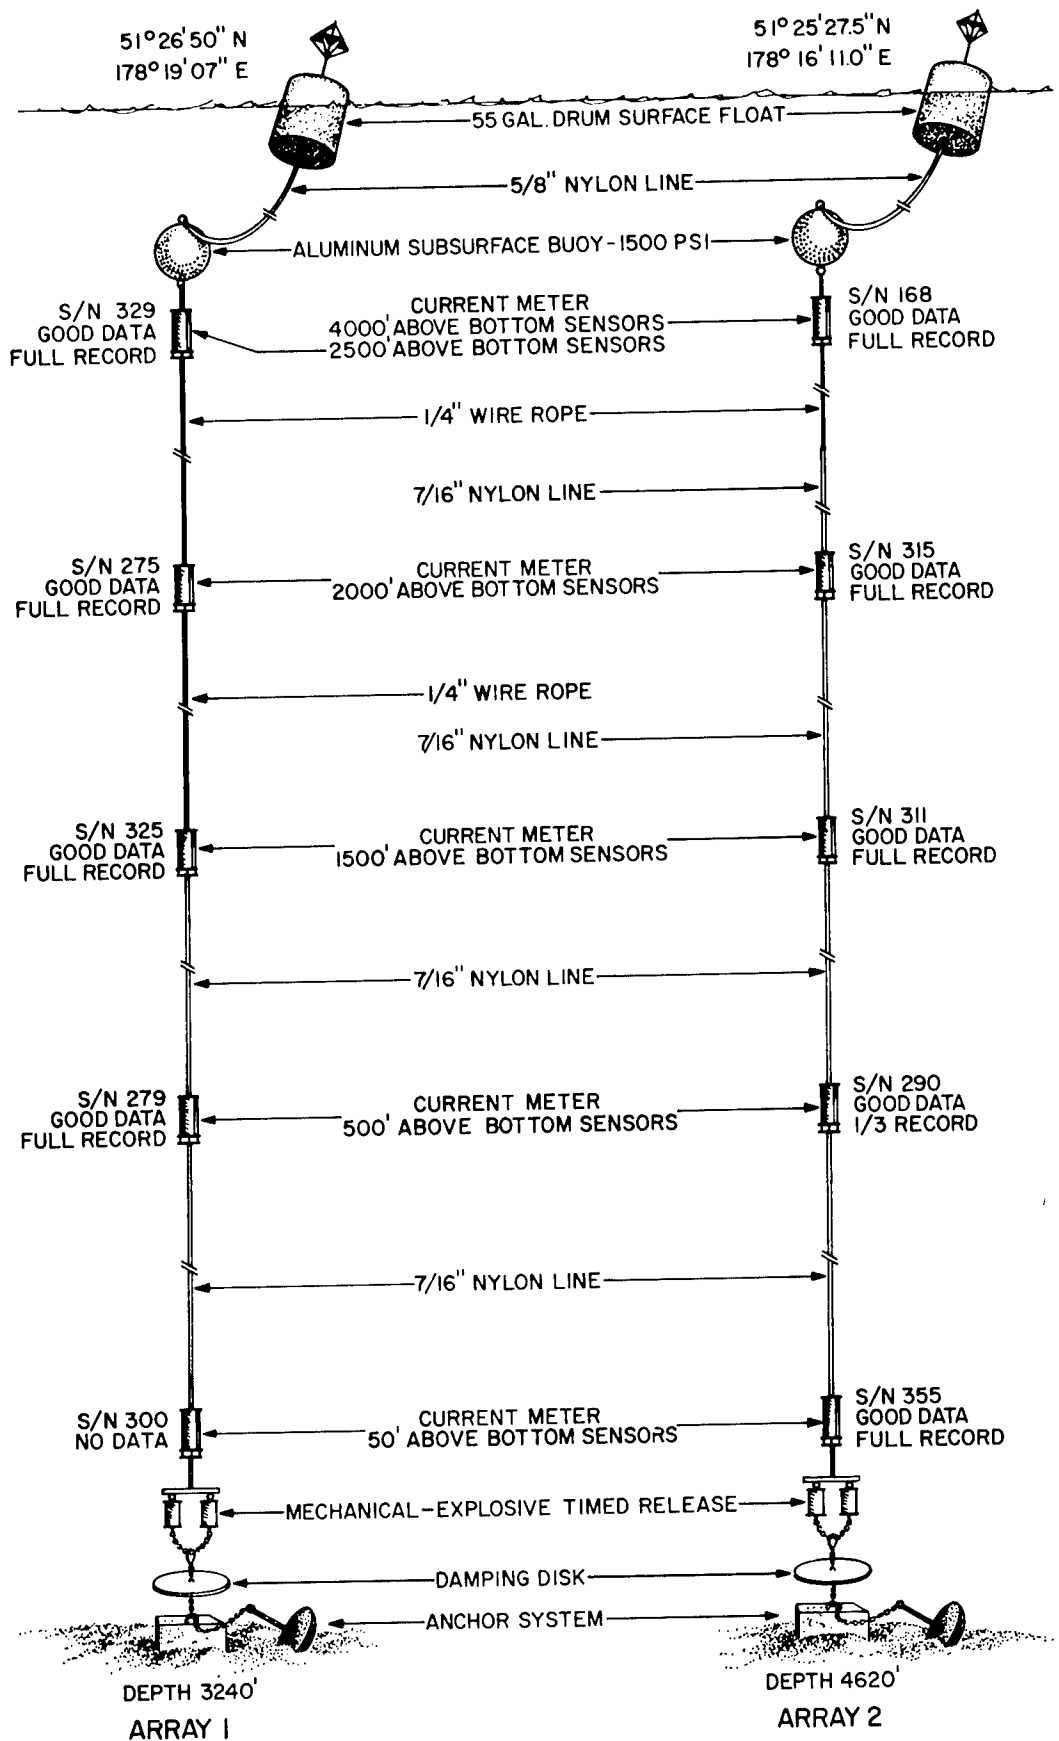 51° 26' 50" N
178° 19' 07" E
51° 25' 27.5" N
178° 16' 11.0" E
55 GAL. DRUM SURFACE FLOAT
5/8" NYLON LINE
ALUMINUM SUBSURFACE BUOY-1500 PSI
S/N 329
GOOD DATA
FULL RECORD
CURRENT METER
4000' ABOVE BOTTOM SENSORS
2500' ABOVE BOTTOM SENSORS
S/N 168
GOOD DATA
FULL RECORD
1/4" WIRE ROPE
7/16" NYLON LINE
S/N 275
GOOD DATA
FULL RECORD
CURRENT METER
2000' ABOVE BOTTOM SENSORS
S/N 315
GOOD DATA
FULL RECORD
1/4" WIRE ROPE
7/16" NYLON LINE
S/N 325
GOOD DATA
FULL RECORD
CURRENT METER
1500' ABOVE BOTTOM SENSORS
S/N 311
GOOD DATA
FULL RECORD
7/16" NYLON LINE
S/N 279
GOOD DATA
FULL RECORD
CURRENT METER
500' ABOVE BOTTOM SENSORS
S/N 290
GOOD DATA
1/3 RECORD
7/16" NYLON LINE
S/N 300
NO DATA
CURRENT METER
50' ABOVE BOTTOM SENSORS
S/N 355
GOOD DATA
FULL RECORD
MECHANICAL-EXPLOSIVE TIMED RELEASE
DAMPING DISK
ANCHOR SYSTEM
DEPTH 3240'
ARRAY 1
DEPTH 4620'
ARRAY 2